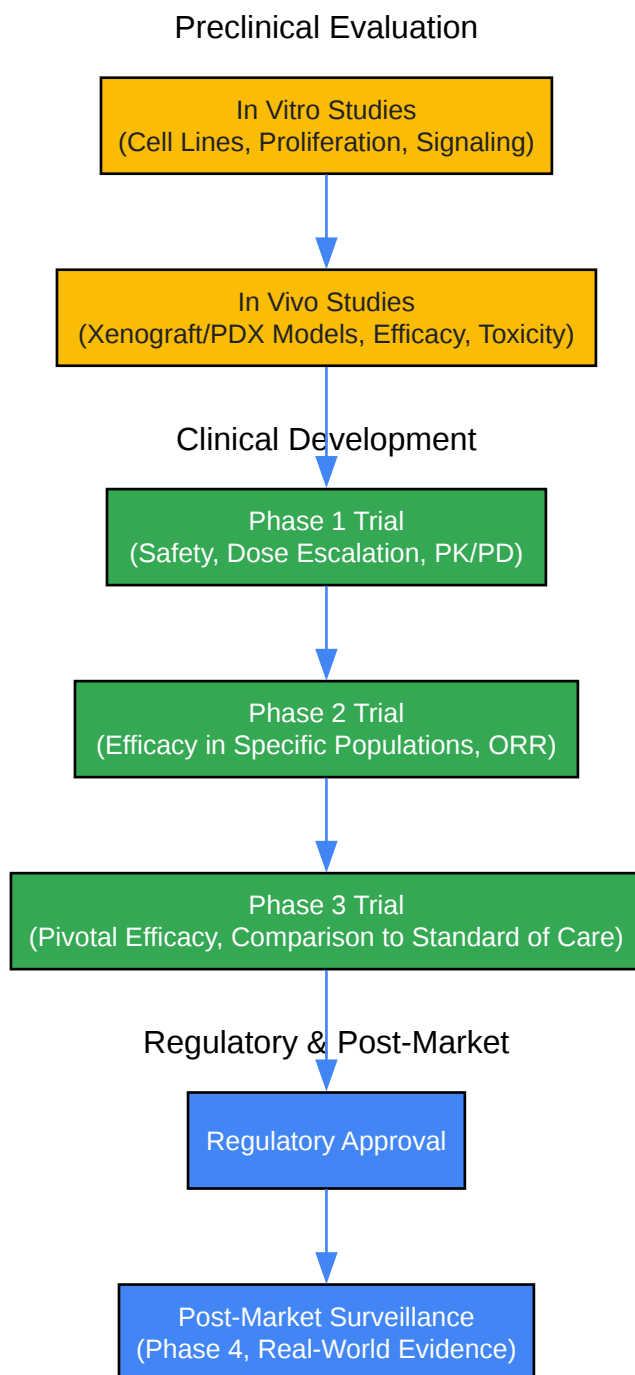 Preclinical Evaluation
In Vitro Studies
(Cell Lines, Proliferation, Signaling)
In Vivo Studies
(Xenograft/PDX Models, Efficacy, Toxicity)
Clinical Development
Phase 1 Trial
(Safety, Dose Escalation, PK/PD)
Phase 2 Trial
(Efficacy in Specific Populations, ORR)
Phase 3 Trial
(Pivotal Efficacy, Comparison to Standard of Care)
Regulatory & Post-Market
Regulatory Approval
Post-Market Surveillance
(Phase 4, Real-World Evidence)